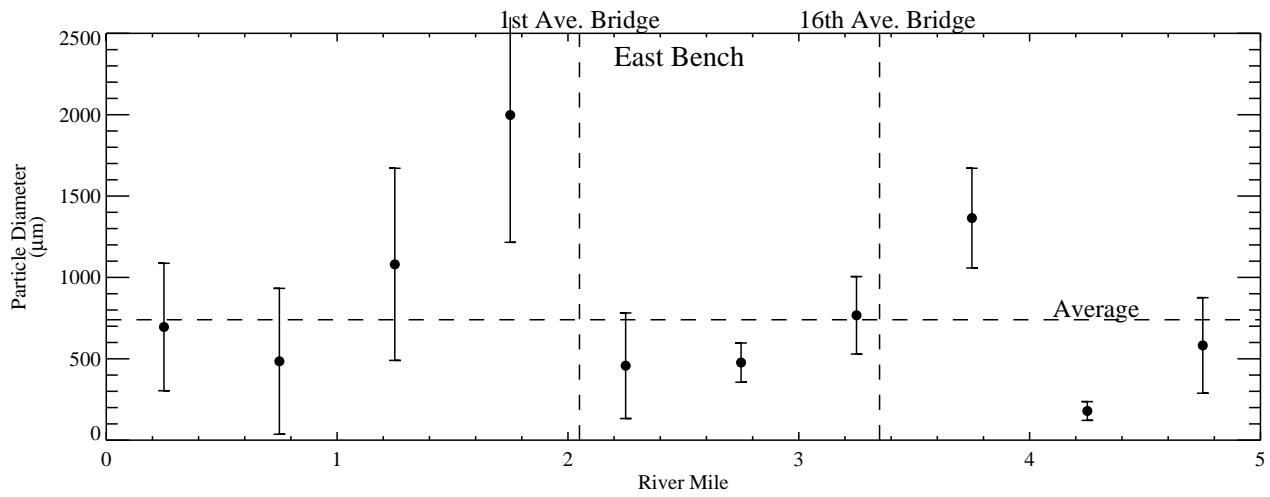 1st Ave. Bridge 16th Ave. Bridge
East Bench
2500
2000
1500
1000
500
0
Particle Diameter
(μm)
Average
0 1 2 3 4 5
River Mile